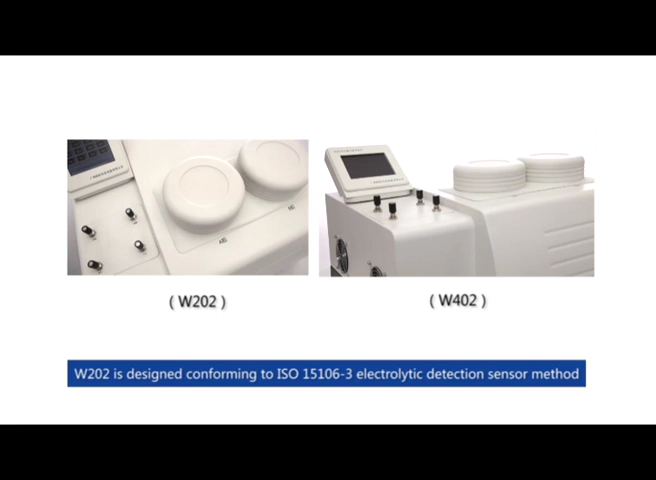 ( W202 )
( W402 )
W202 is designed conforming to ISO 15106-3 electrolytic detection sensor method